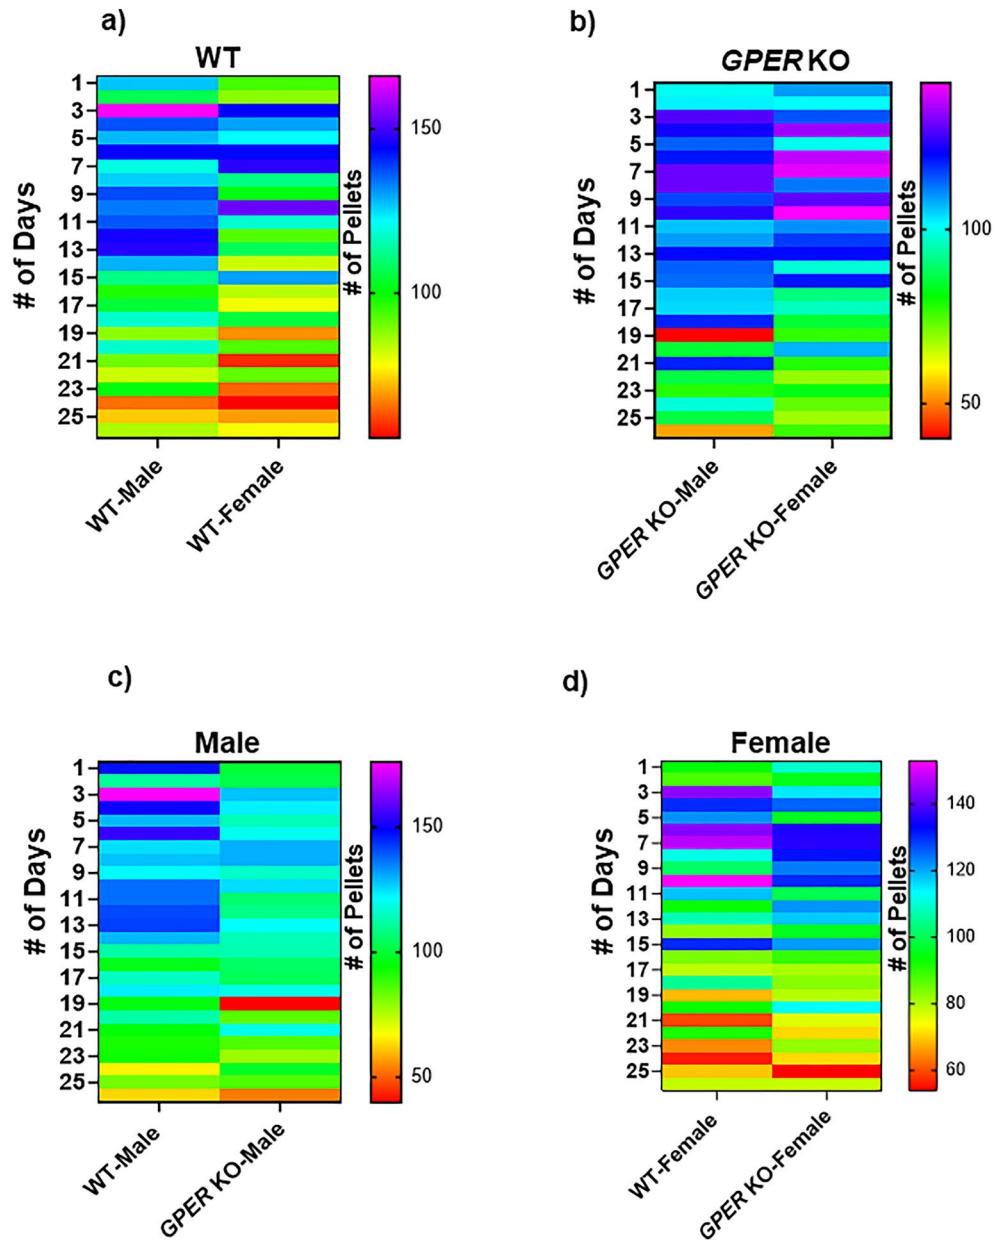 a)
WT
# of Days
1
3
5
7
9
11
13
15
17
19
21
23
25
WT-Male
WT-Female
150
100
# of Pellets
b)
GPER KO
# of Days
1
3
5
7
9
11
13
15
17
19
21
23
25
GPER KO-Male
GPER KO-Female
100
50
# of Pellets
c)
Male
# of Days
1
3
5
7
9
11
13
15
17
19
21
23
25
WT-Male
GPER KO-Male
150
100
50
# of Pellets
d)
Female
# of Days
1
3
5
7
9
11
13
15
17
19
21
23
25
WT-Female
GPER KO-Female
140
120
100
80
60
# of Pellets